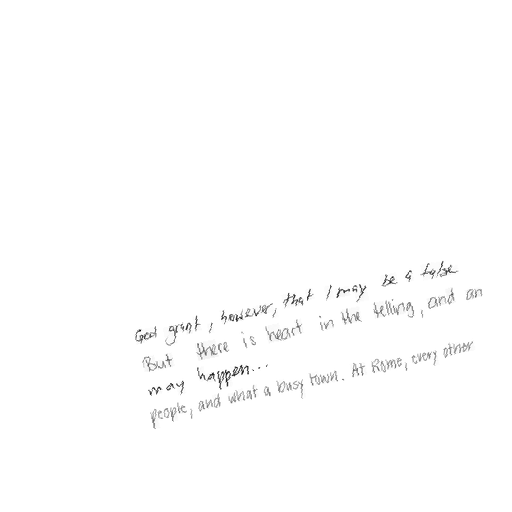 God grant, however, that I may be a false
But there is heart in the telling, and an
may happen...
people, and what a busy town. At Rome, every other